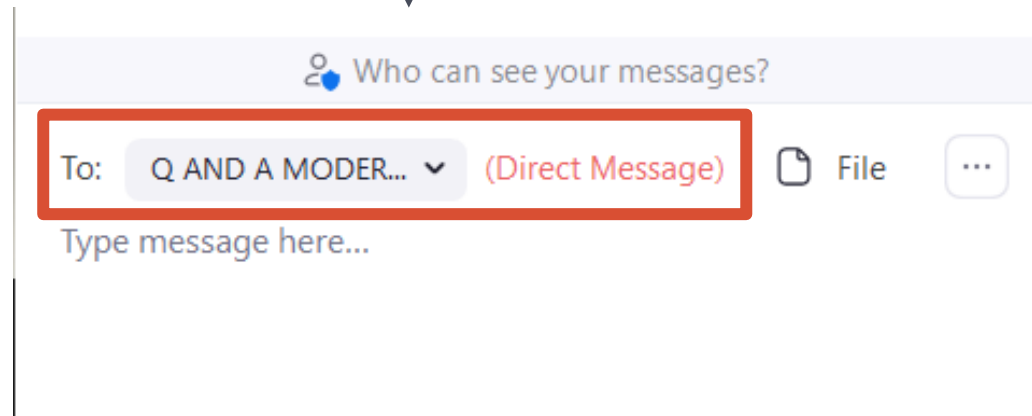 Who can see your messages?
To: Q AND A MODER... (Direct Message) File ...
Type message here...